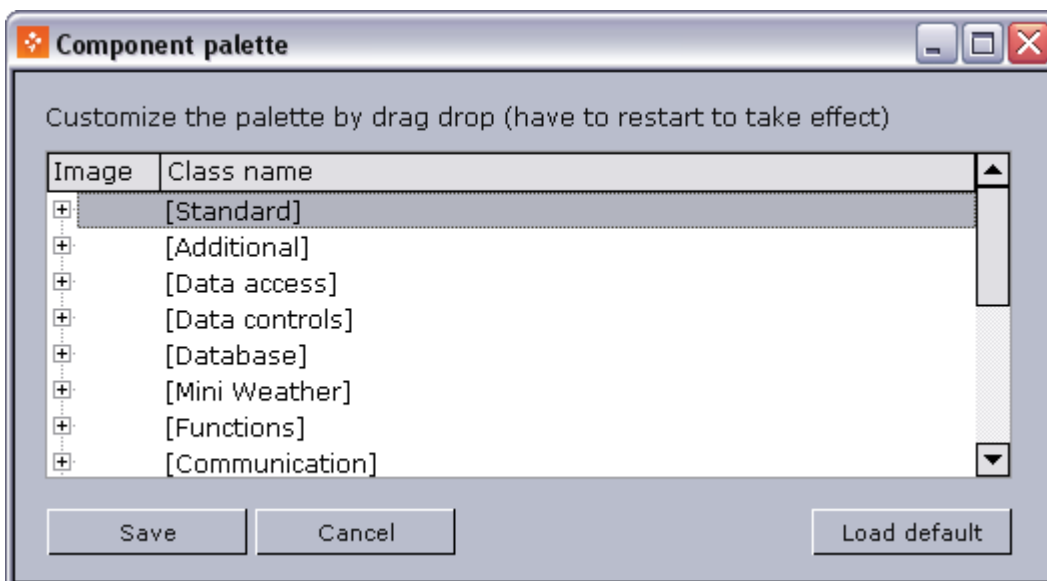 Component palette
Customize the palette by drag drop (have to restart to take effect)
Image Class name
[Standard]
[Additional]
[Data access]
[Data controls]
[Database]
[Mini Weather]
[Functions]
[Communication]
Save Cancel Load default